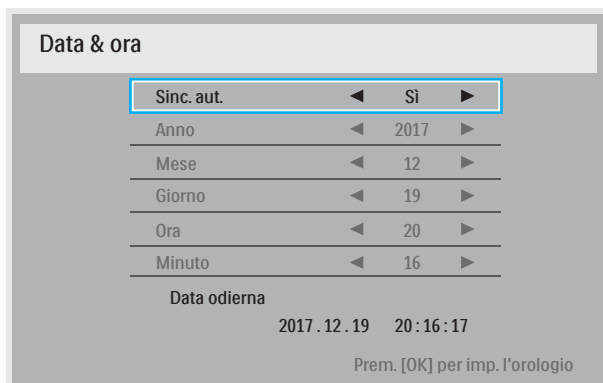 Data & ora
Sinc. aut. ◄ Sì ►
Anno ◄ 2017 ►
Mese ◄ 12 ►
Giorno ◄ 19 ►
Ora ◄ 20 ►
Minuto ◄ 16 ►
Data odierna
2017 . 12 . 19 20 : 16 : 17
Prem. [OK] per imp. l'orologio